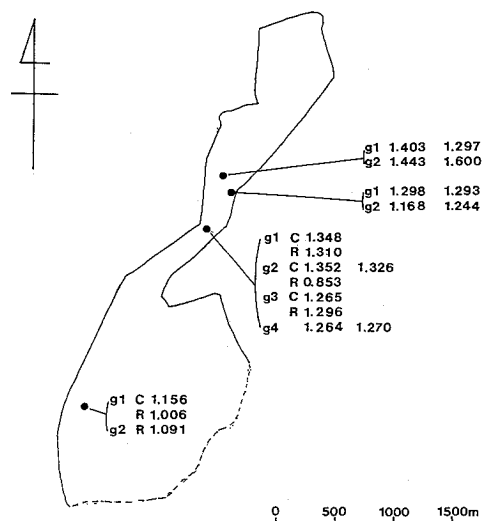 g1 1.403 1.297
g2 1.443 1.600
g1 1.298 1.293
g2 1.168 1.244
g1 C 1.348
R 1.310
g2 C 1.352 1.326
R 0.853
g3 C 1.265
R 1.296
g4 1.264 1.270
g1 C 1.156
R 1.006
g2 R 1.091
0 500 1000 1500m